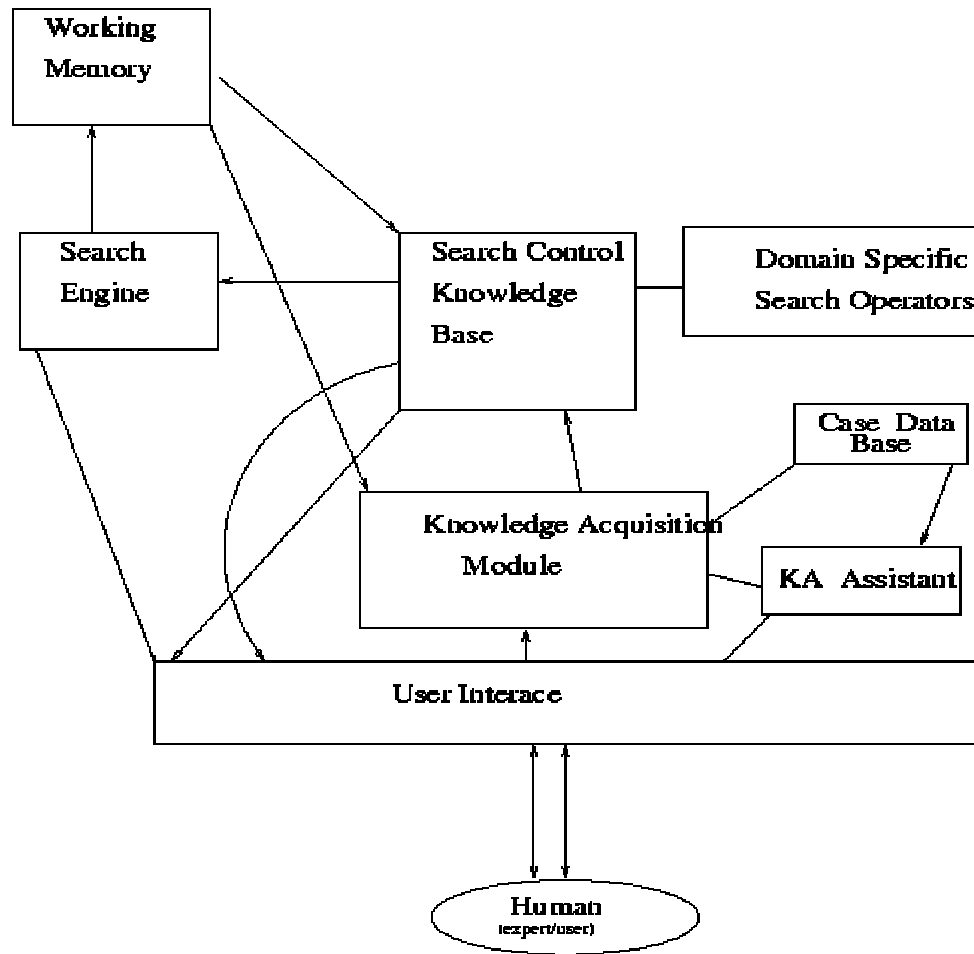 Working
Memory
Search
Engine
Search Control
Knowledge
Base
Domain Specific
Search Operators
Case Data
Base
Knowledge Acquisition
Module
KA Assistant
User Interace
Human
(expert/user)